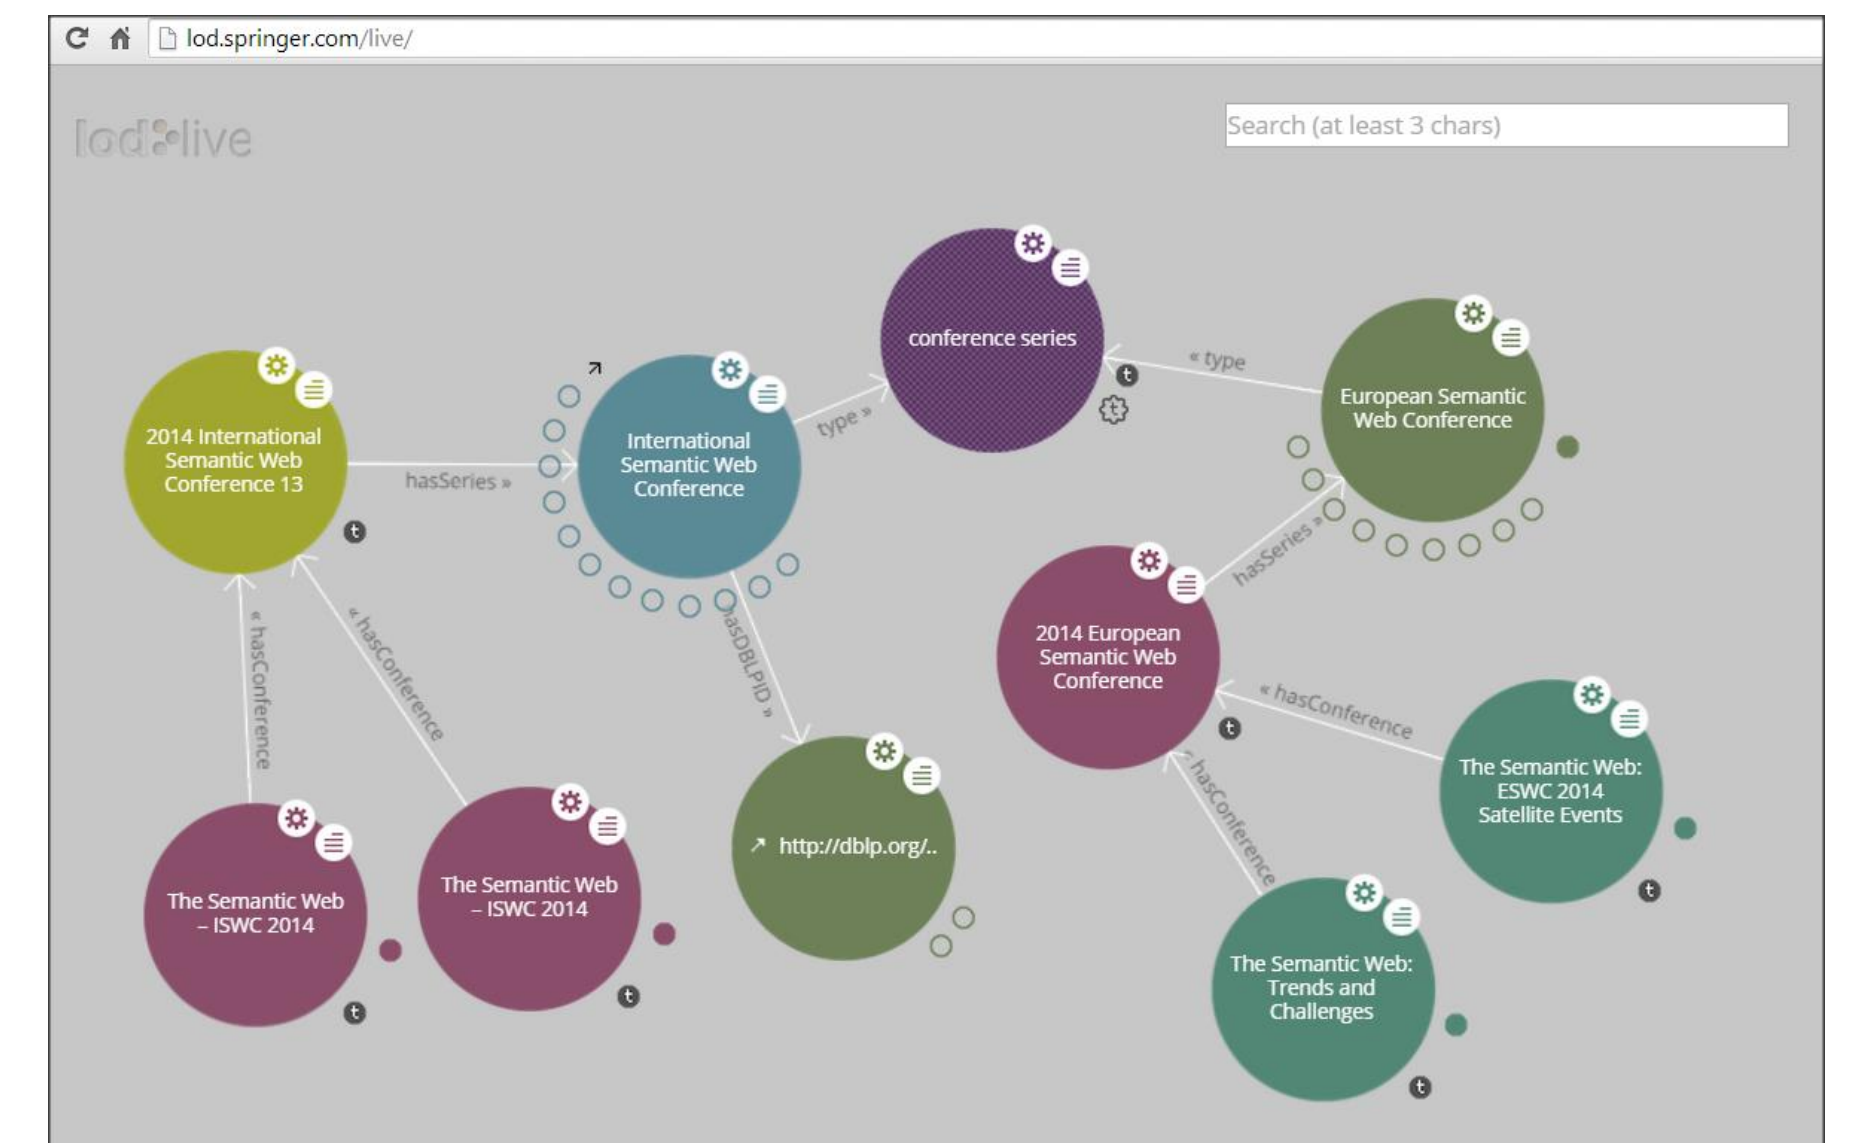 lod.springer.com/live/
lod live
Search (at least 3 chars)
conference series
« type
European Semantic
Web Conference
2014 International
Semantic Web
Conference 13
hasSeries »
International
Semantic Web
Conference
type »
hasSeries »
« hasConference
« hasConference
hasDBLPID »
2014 European
Semantic Web
Conference
« hasConference
« hasConference
The Semantic Web:
ESWC 2014
Satellite Events
http://dblp.org/..
The Semantic Web
– ISWC 2014
The Semantic Web
– ISWC 2014
The Semantic Web:
Trends and
Challenges
t
t
t
t
t
t
t
t